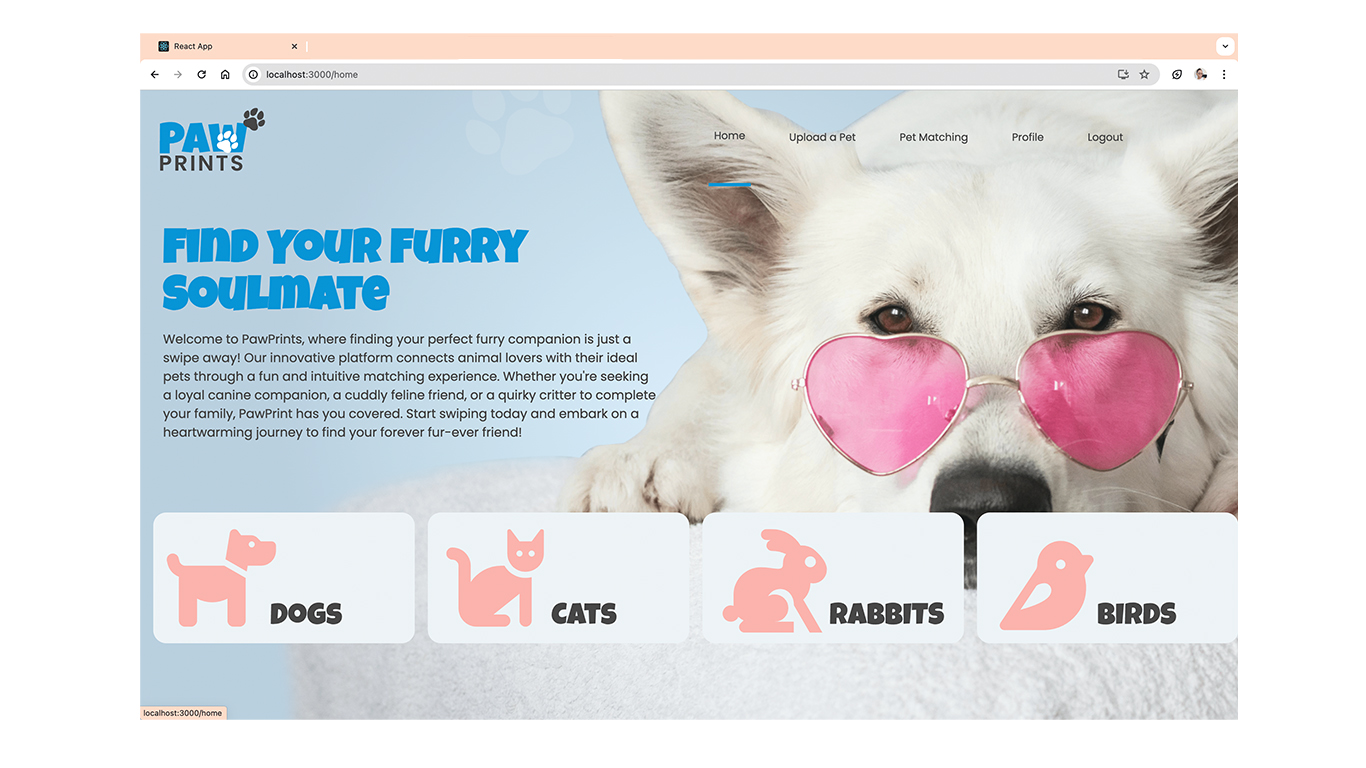 React App
localhost:3000/home
PAW
PRINTS
Home
Upload a Pet
Pet Matching
Profile
Logout
Find Your Furry
Soulmate
Welcome to PawPrints, where finding your perfect furry companion is just a
swipe away! Our innovative platform connects animal lovers with their ideal
pets through a fun and intuitive matching experience. Whether you're seeking
a loyal canine companion, a cuddly feline friend, or a quirky critter to complete
your family, PawPrint has you covered. Start swiping today and embark on a
heartwarming journey to find your forever fur-ever friend!
DOGS
CATS
RABBITS
BIRDS
localhost:3000/home